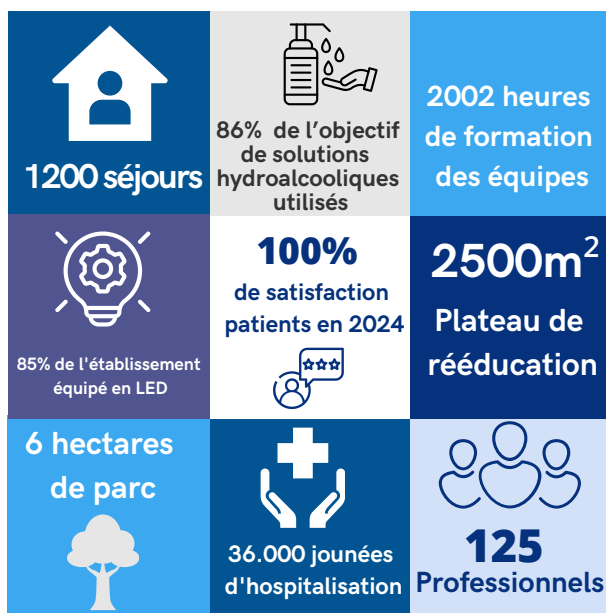 1200 séjours
86% de l’objectif
de solutions
hydroalcooliques
utilisés
2002 heures
de formation
des équipes
85% de l'établissement
équipé en LED
100%
de satisfaction
patients en 2024
2500m²
Plateau de
rééducation
6 hectares
de parc
36.000 jounées
d'hospitalisation
125
Professionnels